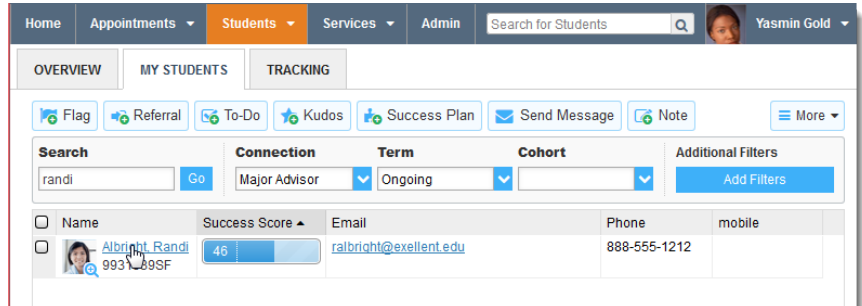 Home Appointments Students Services Admin Search for Students Yasmin Gold
OVERVIEW MY STUDENTS TRACKING
Flag Referral To-Do Kudos Success Plan Send Message Note More
Search Connection Term Cohort Additional Filters
randi Go Major Advisor Ongoing Add Filters
Name Success Score Email Phone mobile
Albright, Randi 46 ralbright@exellent.edu 888-555-1212